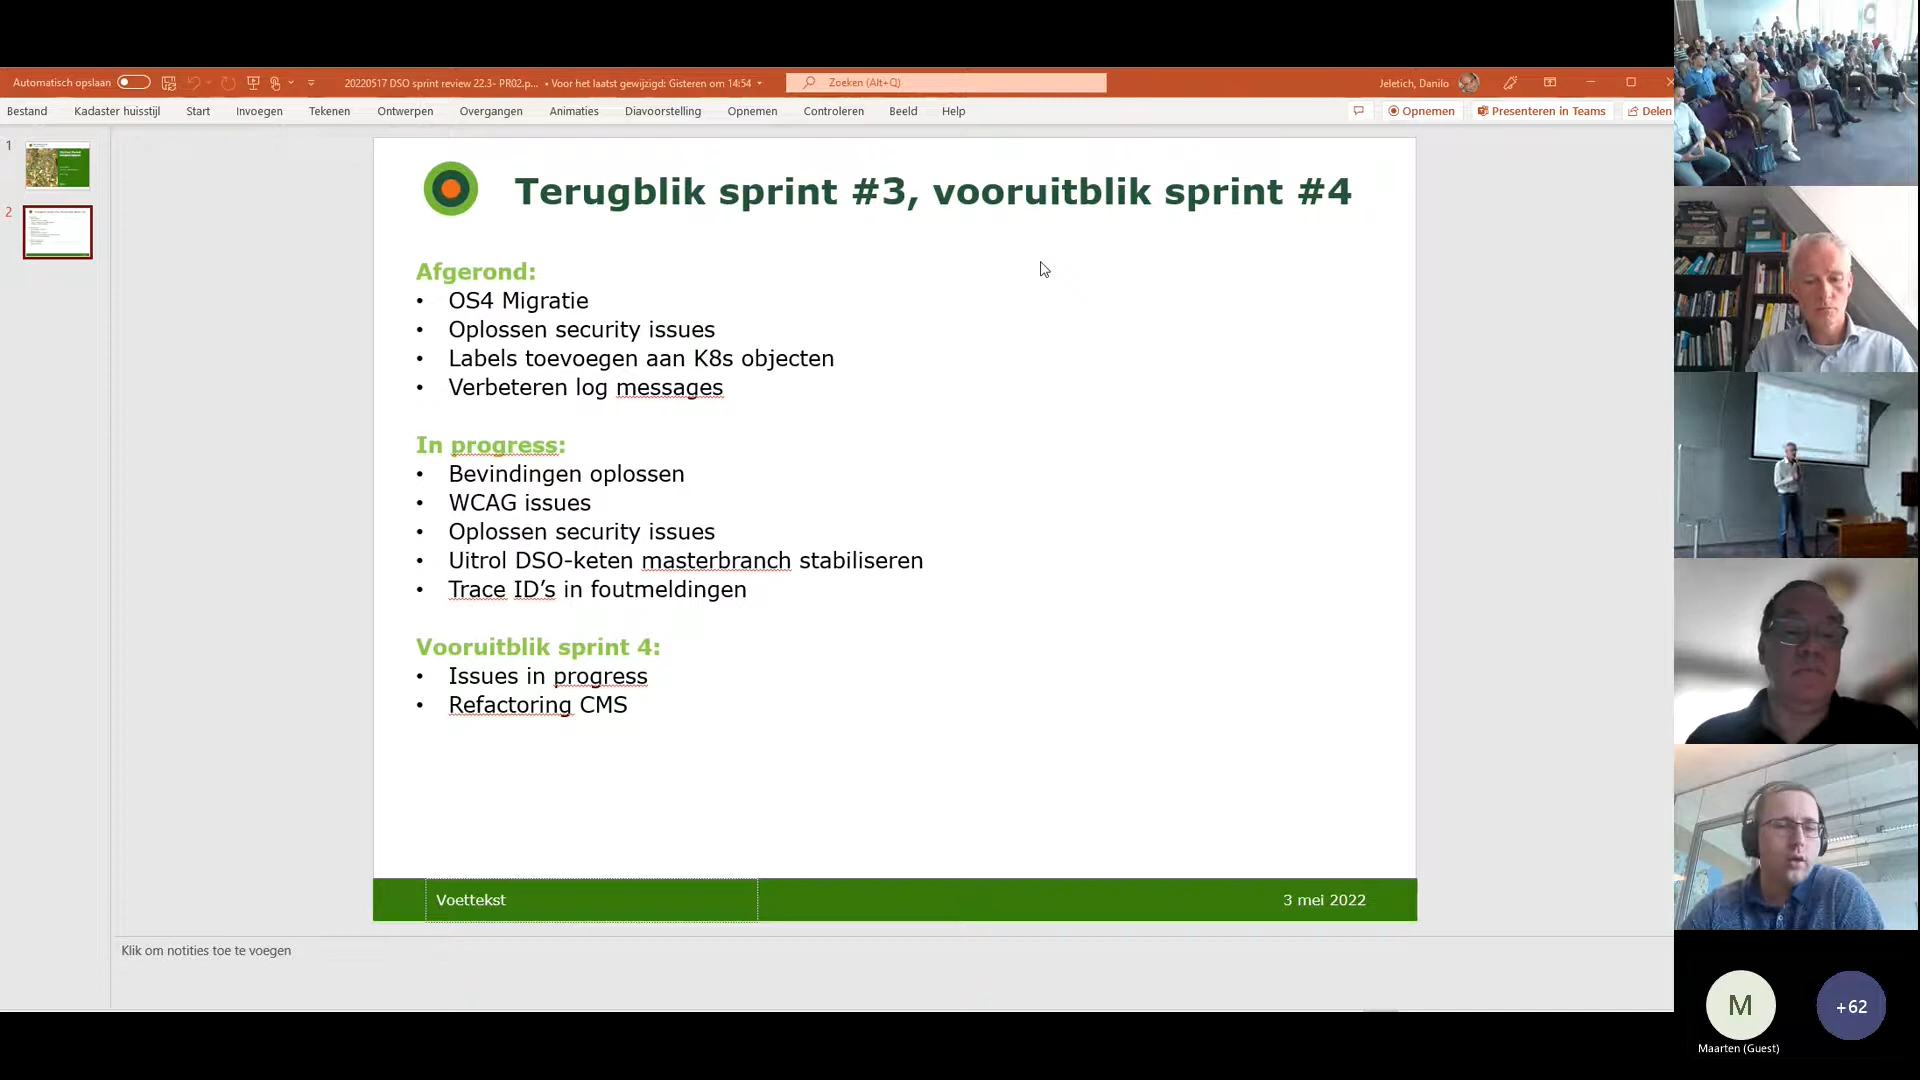 Automatisch opslaan
20220517 DSO sprint review 22.3- PR02.p... • Voor het laatst gewijzigd: Gisteren om 14:54
Zoeken (Alt+Q)
Jeletich, Danilo
Bestand Kadaster huisstijl Start Invoegen Tekenen Ontwerpen Overgangen Animaties Diavoorstelling Opnemen Controleren Beeld Help
Opnemen Presenteren in Teams Delen
1
2
Terugblik sprint #3, vooruitblik sprint #4
Afgerond:
• OS4 Migratie
• Oplossen security issues
• Labels toevoegen aan K8s objecten
• Verbeteren log messages
In progress:
• Bevindingen oplossen
• WCAG issues
• Oplossen security issues
• Uitrol DSO-keten masterbranch stabiliseren
• Trace ID’s in foutmeldingen
Vooruitblik sprint 4:
• Issues in progress
• Refactoring CMS
Voettekst
3 mei 2022
Klik om notities toe te voegen
M
+62
Maarten (Guest)